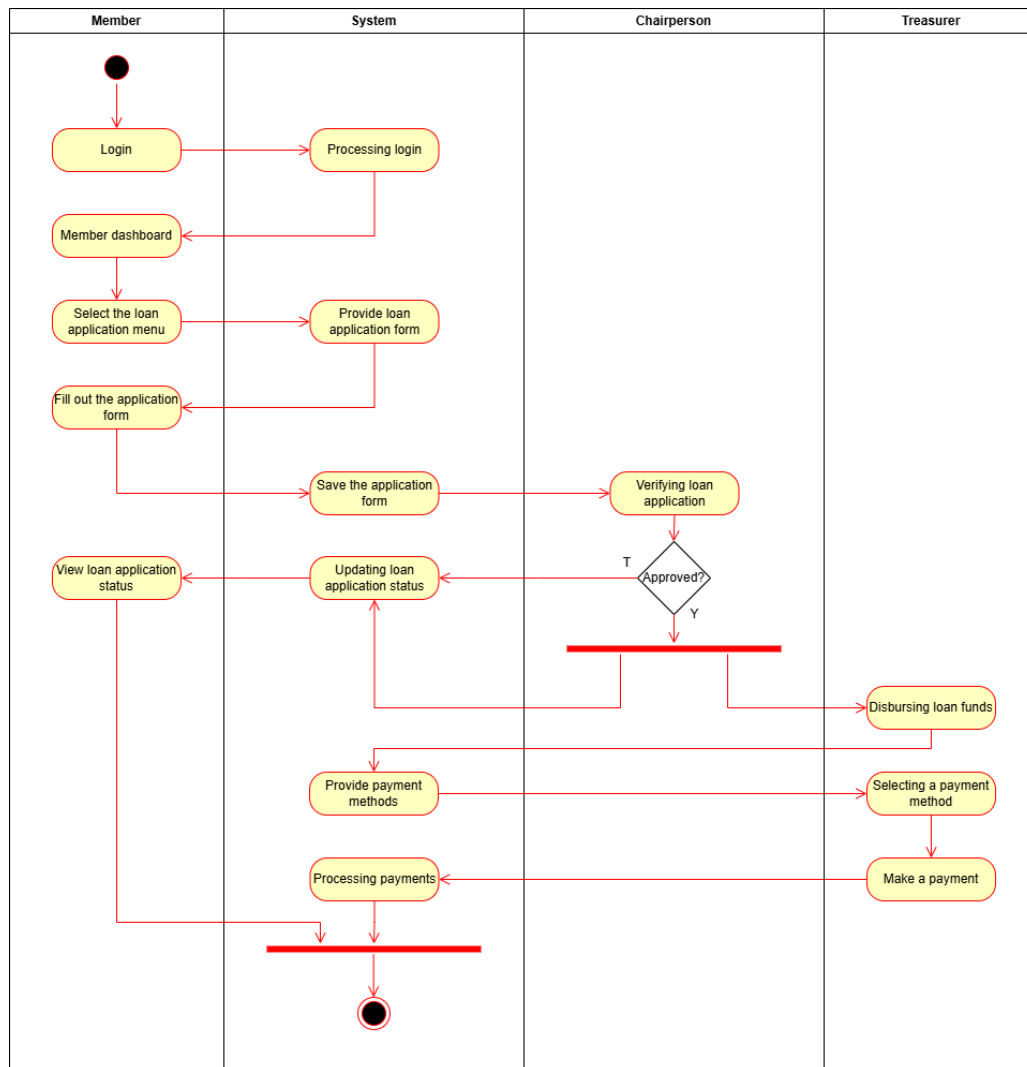 Member
System
Chairperson
Treasurer
Login
Processing login
Member dashboard
Select the loan
application menu
Provide loan
application form
Fill out the application
form
Save the application
form
Verifying loan
application
View loan application
status
Updating loan
application status
T
Approved?
Y
Disbursing loan funds
Provide payment
methods
Selecting a payment
method
Processing payments
Make a payment